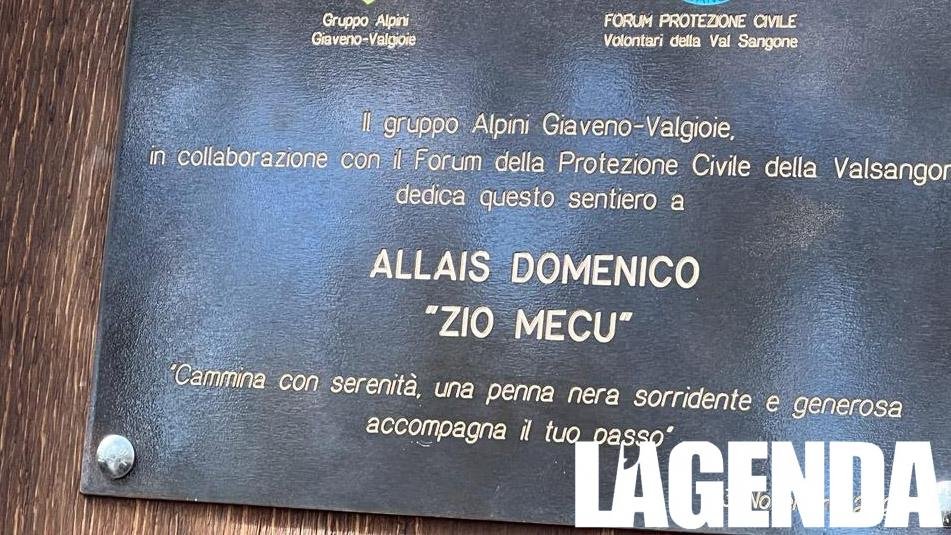 Gruppo Alpini
Giaveno-Valgioie
FORUM PROTEZIONE CIVILE
Volontari della Val Sangone
Il gruppo Alpini Giaveno-Valgioie,
in collaborazione con il Forum della Protezione Civile della Valsangon
dedica questo sentiero a
ALLAIS DOMENICO
"ZIO MECU"
"Cammina con serenità, una penna nera sorridente e generosa
accompagna il tuo passo"
L'AGENDA